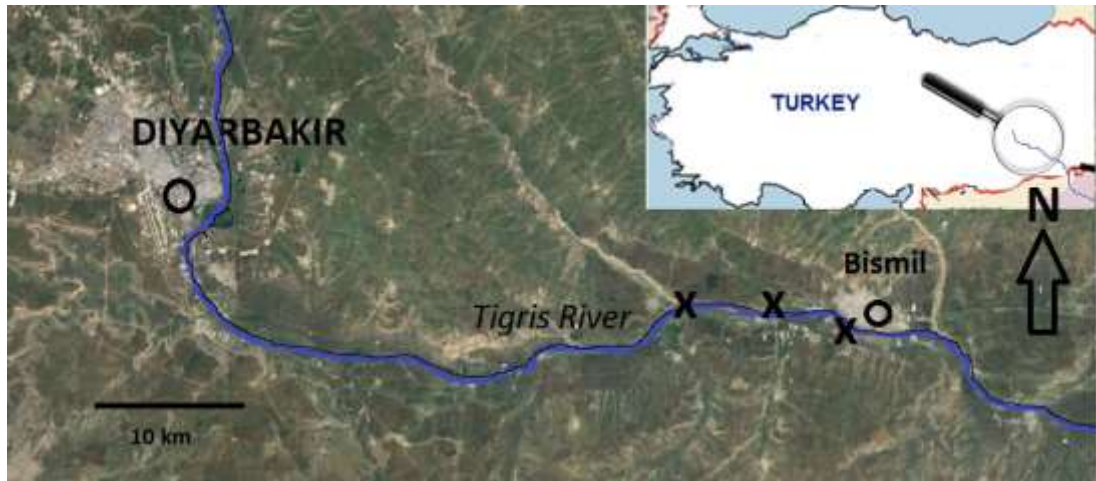 TURKEY
DIYARBAKIR
N
Bismil
X X
Tigris River
X
10 km